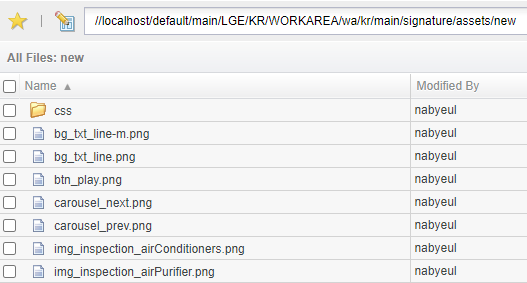 //localhost/default/main/LGE/KR/WORKAREA/wa/kr/main/signature/assets/new
All Files: new
Name ▲ Modified By
css nabyeul
bg_txt_line-m.png nabyeul
bg_txt_line.png nabyeul
btn_play.png nabyeul
carousel_next.png nabyeul
carousel_prev.png nabyeul
img_inspection_airConditioners.png nabyeul
img_inspection_airPurifier.png nabyeul